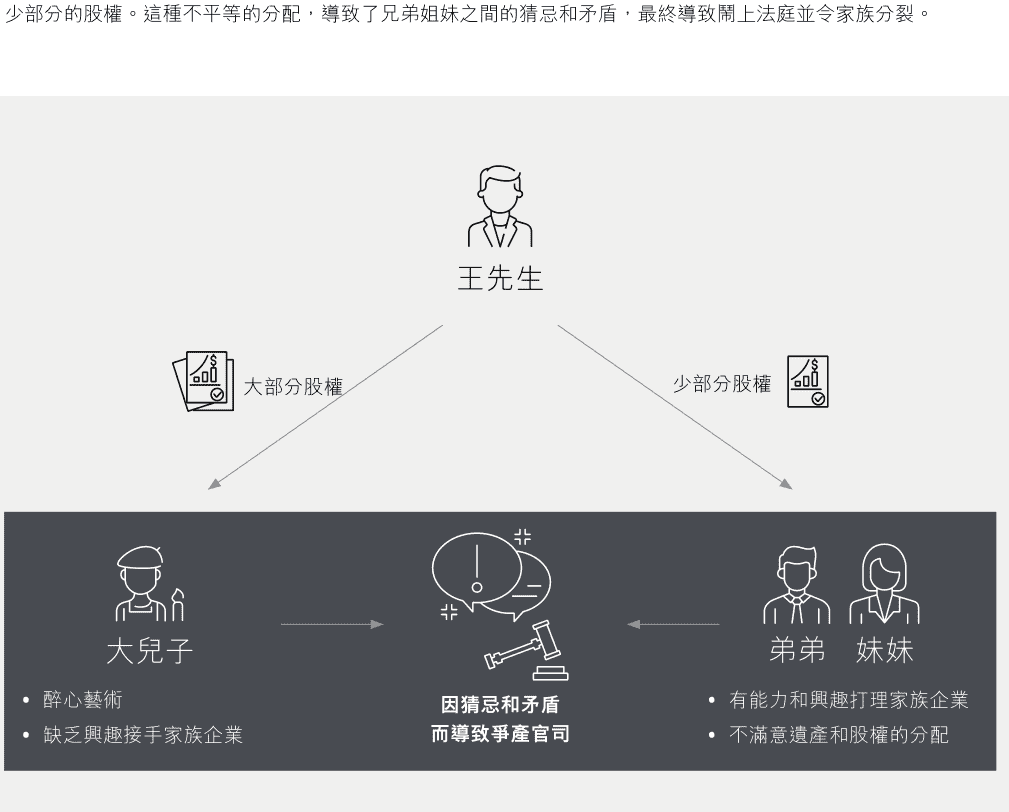 少部分的股權。這種不平等的分配，導致了兄弟姐妹之間的猜忌和矛盾，最終導致鬧上法庭並令家族分裂。
王先生
大部分股權
少部分股權
大兒子
弟弟 妹妹
• 醉心藝術
• 缺乏興趣接手家族企業
因猜忌和矛盾
而導致爭產官司
• 有能力和興趣打理家族企業
• 不滿意遺產和股權的分配